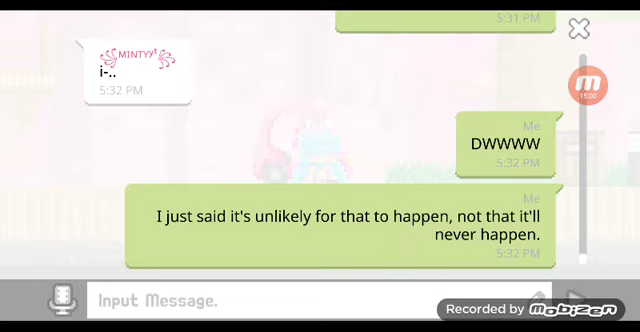 5:31 PM
MINTYY
i-..
5:32 PM
Me
DWWWW
5:32 PM
Me
I just said it's unlikely for that to happen, not that it'll
never happen.
5:32 PM
15:00
Input Message.
Recorded by Mobizen